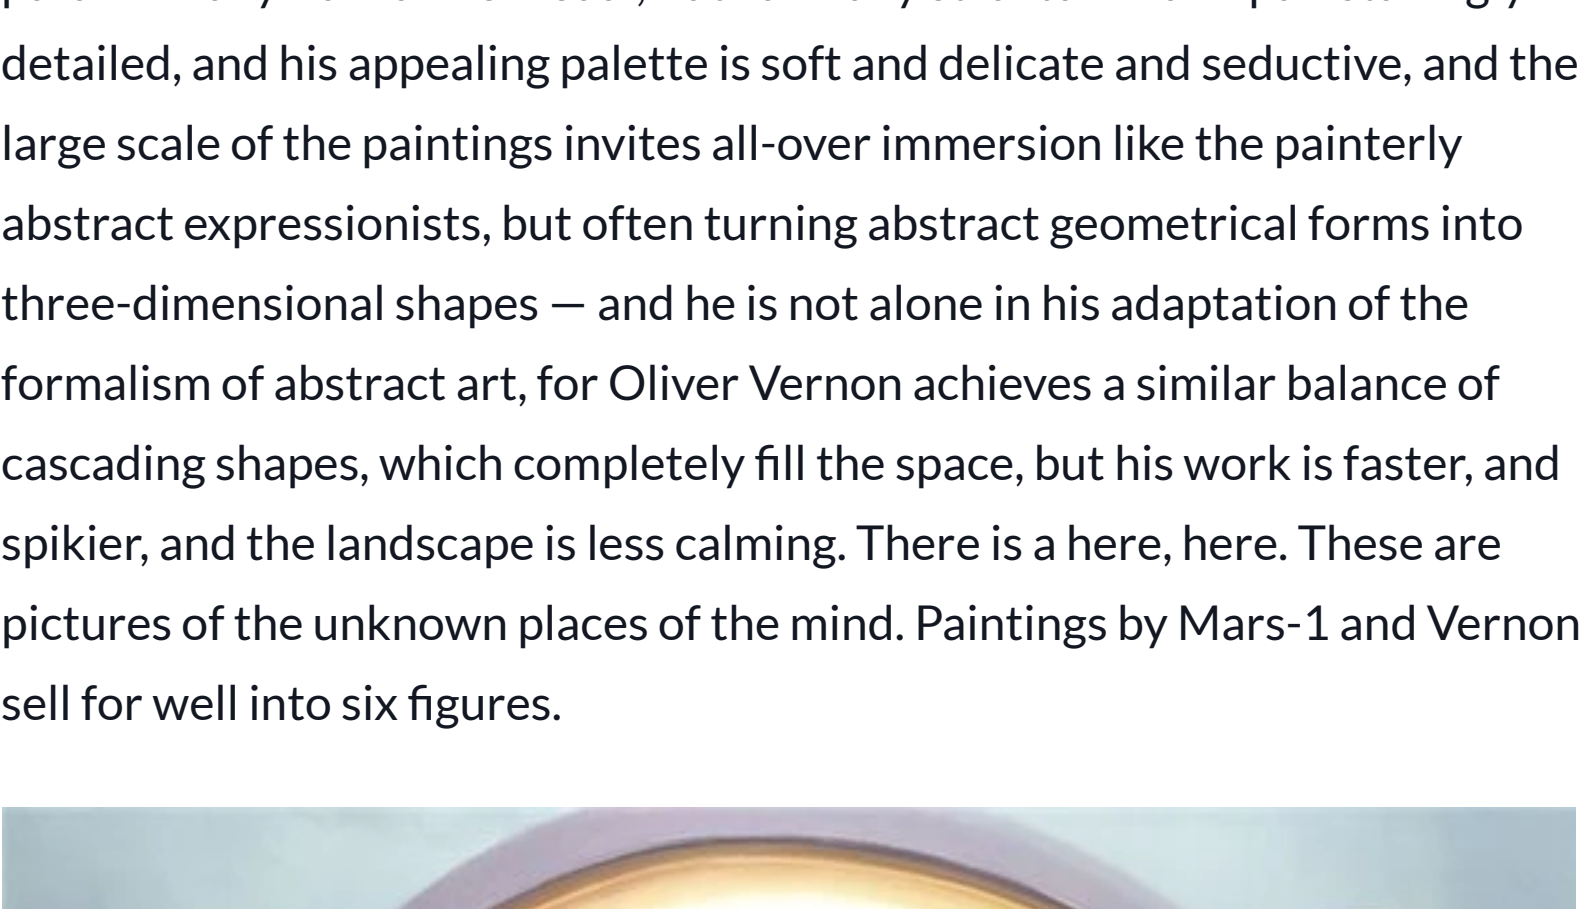 detailed, and his appealing palette is soft and delicate and seductive, and the
large scale of the paintings invites all-over immersion like the painterly
abstract expressionists, but often turning abstract geometrical forms into
three-dimensional shapes — and he is not alone in his adaptation of the
formalism of abstract art, for Oliver Vernon achieves a similar balance of
cascading shapes, which completely fill the space, but his work is faster, and
spikier, and the landscape is less calming. There is a here, here. These are
pictures of the unknown places of the mind. Paintings by Mars-1 and Vernon
sell for well into six figures.